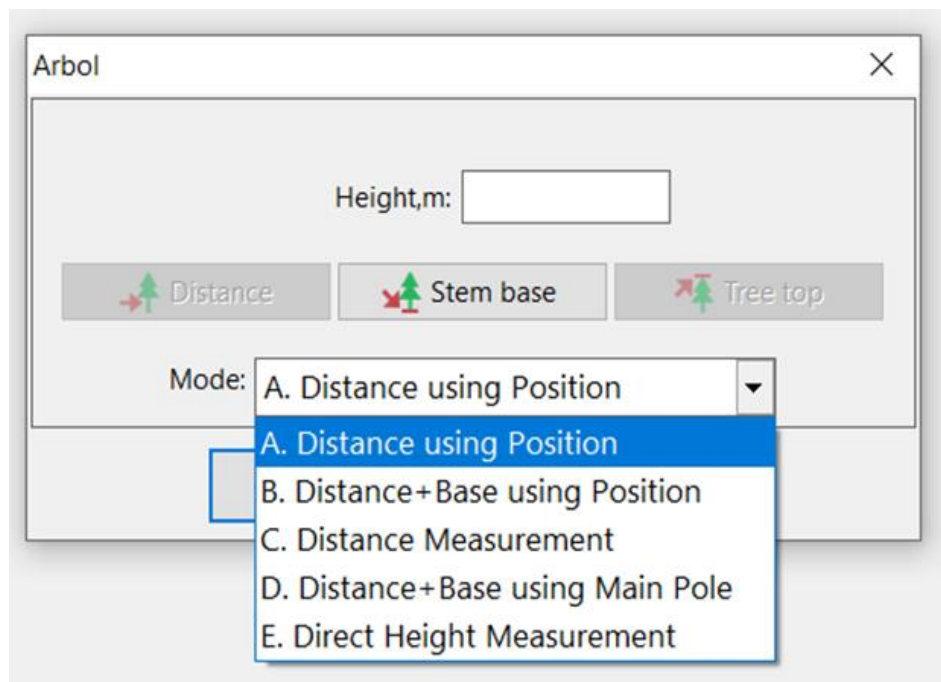 Arbol
Height,m:
Distance Stem base Tree top
Mode: A. Distance using Position
A. Distance using Position
B. Distance+Base using Position
C. Distance Measurement
D. Distance+Base using Main Pole
E. Direct Height Measurement